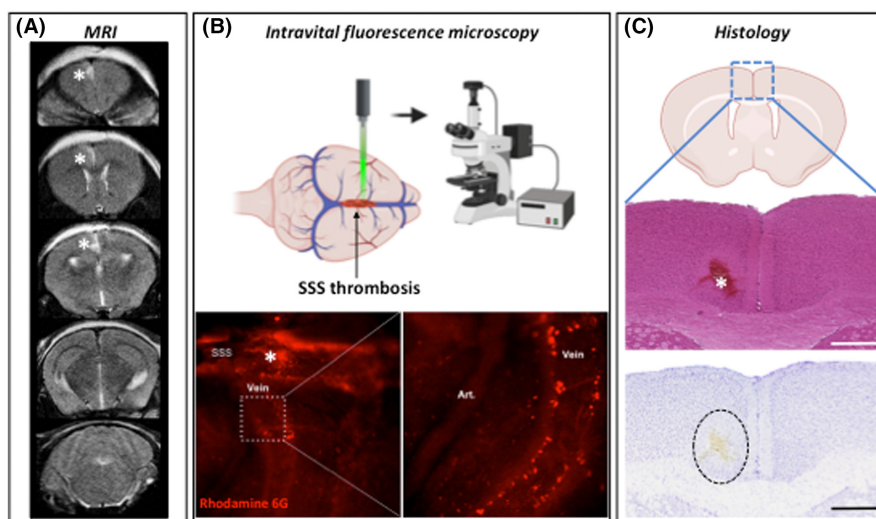 (A)
MRI
*
*
*
(B)
Intravital fluorescence microscopy
SSS thrombosis
SSS
*
Vein
Rhodamine 6G
Vein
Art.
(C)
Histology
*